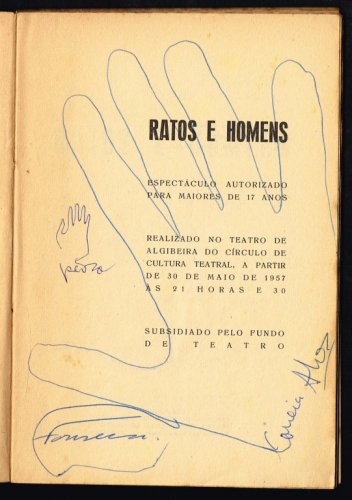 RATOS E HOMENS
ESPECTÁCULO AUTORIZADO
PARA MAIORES DE 17 ANOS
pedro
REALIZADO NO TEATRO DE
ALGIBEIRA DO CÍRCULO DE
CULTURA TEATRAL, A PARTIR
DE 30 DE MAIO DE 1957
ÀS 21 HORAS E 30
SUBSIDIADO PELO FUNDO
DE TEATRO
Fonseca
Correia Alves